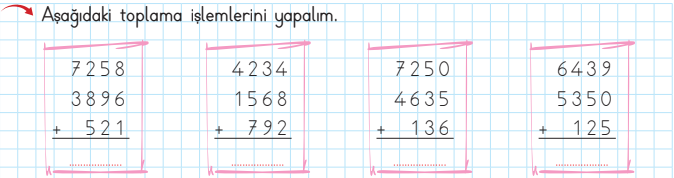 Aşağıdaki toplama işlemlerini yapalım.
7258 4234 7250 6439
3896 1568 4635 5350
+ 521 + 792 + 136 + 125